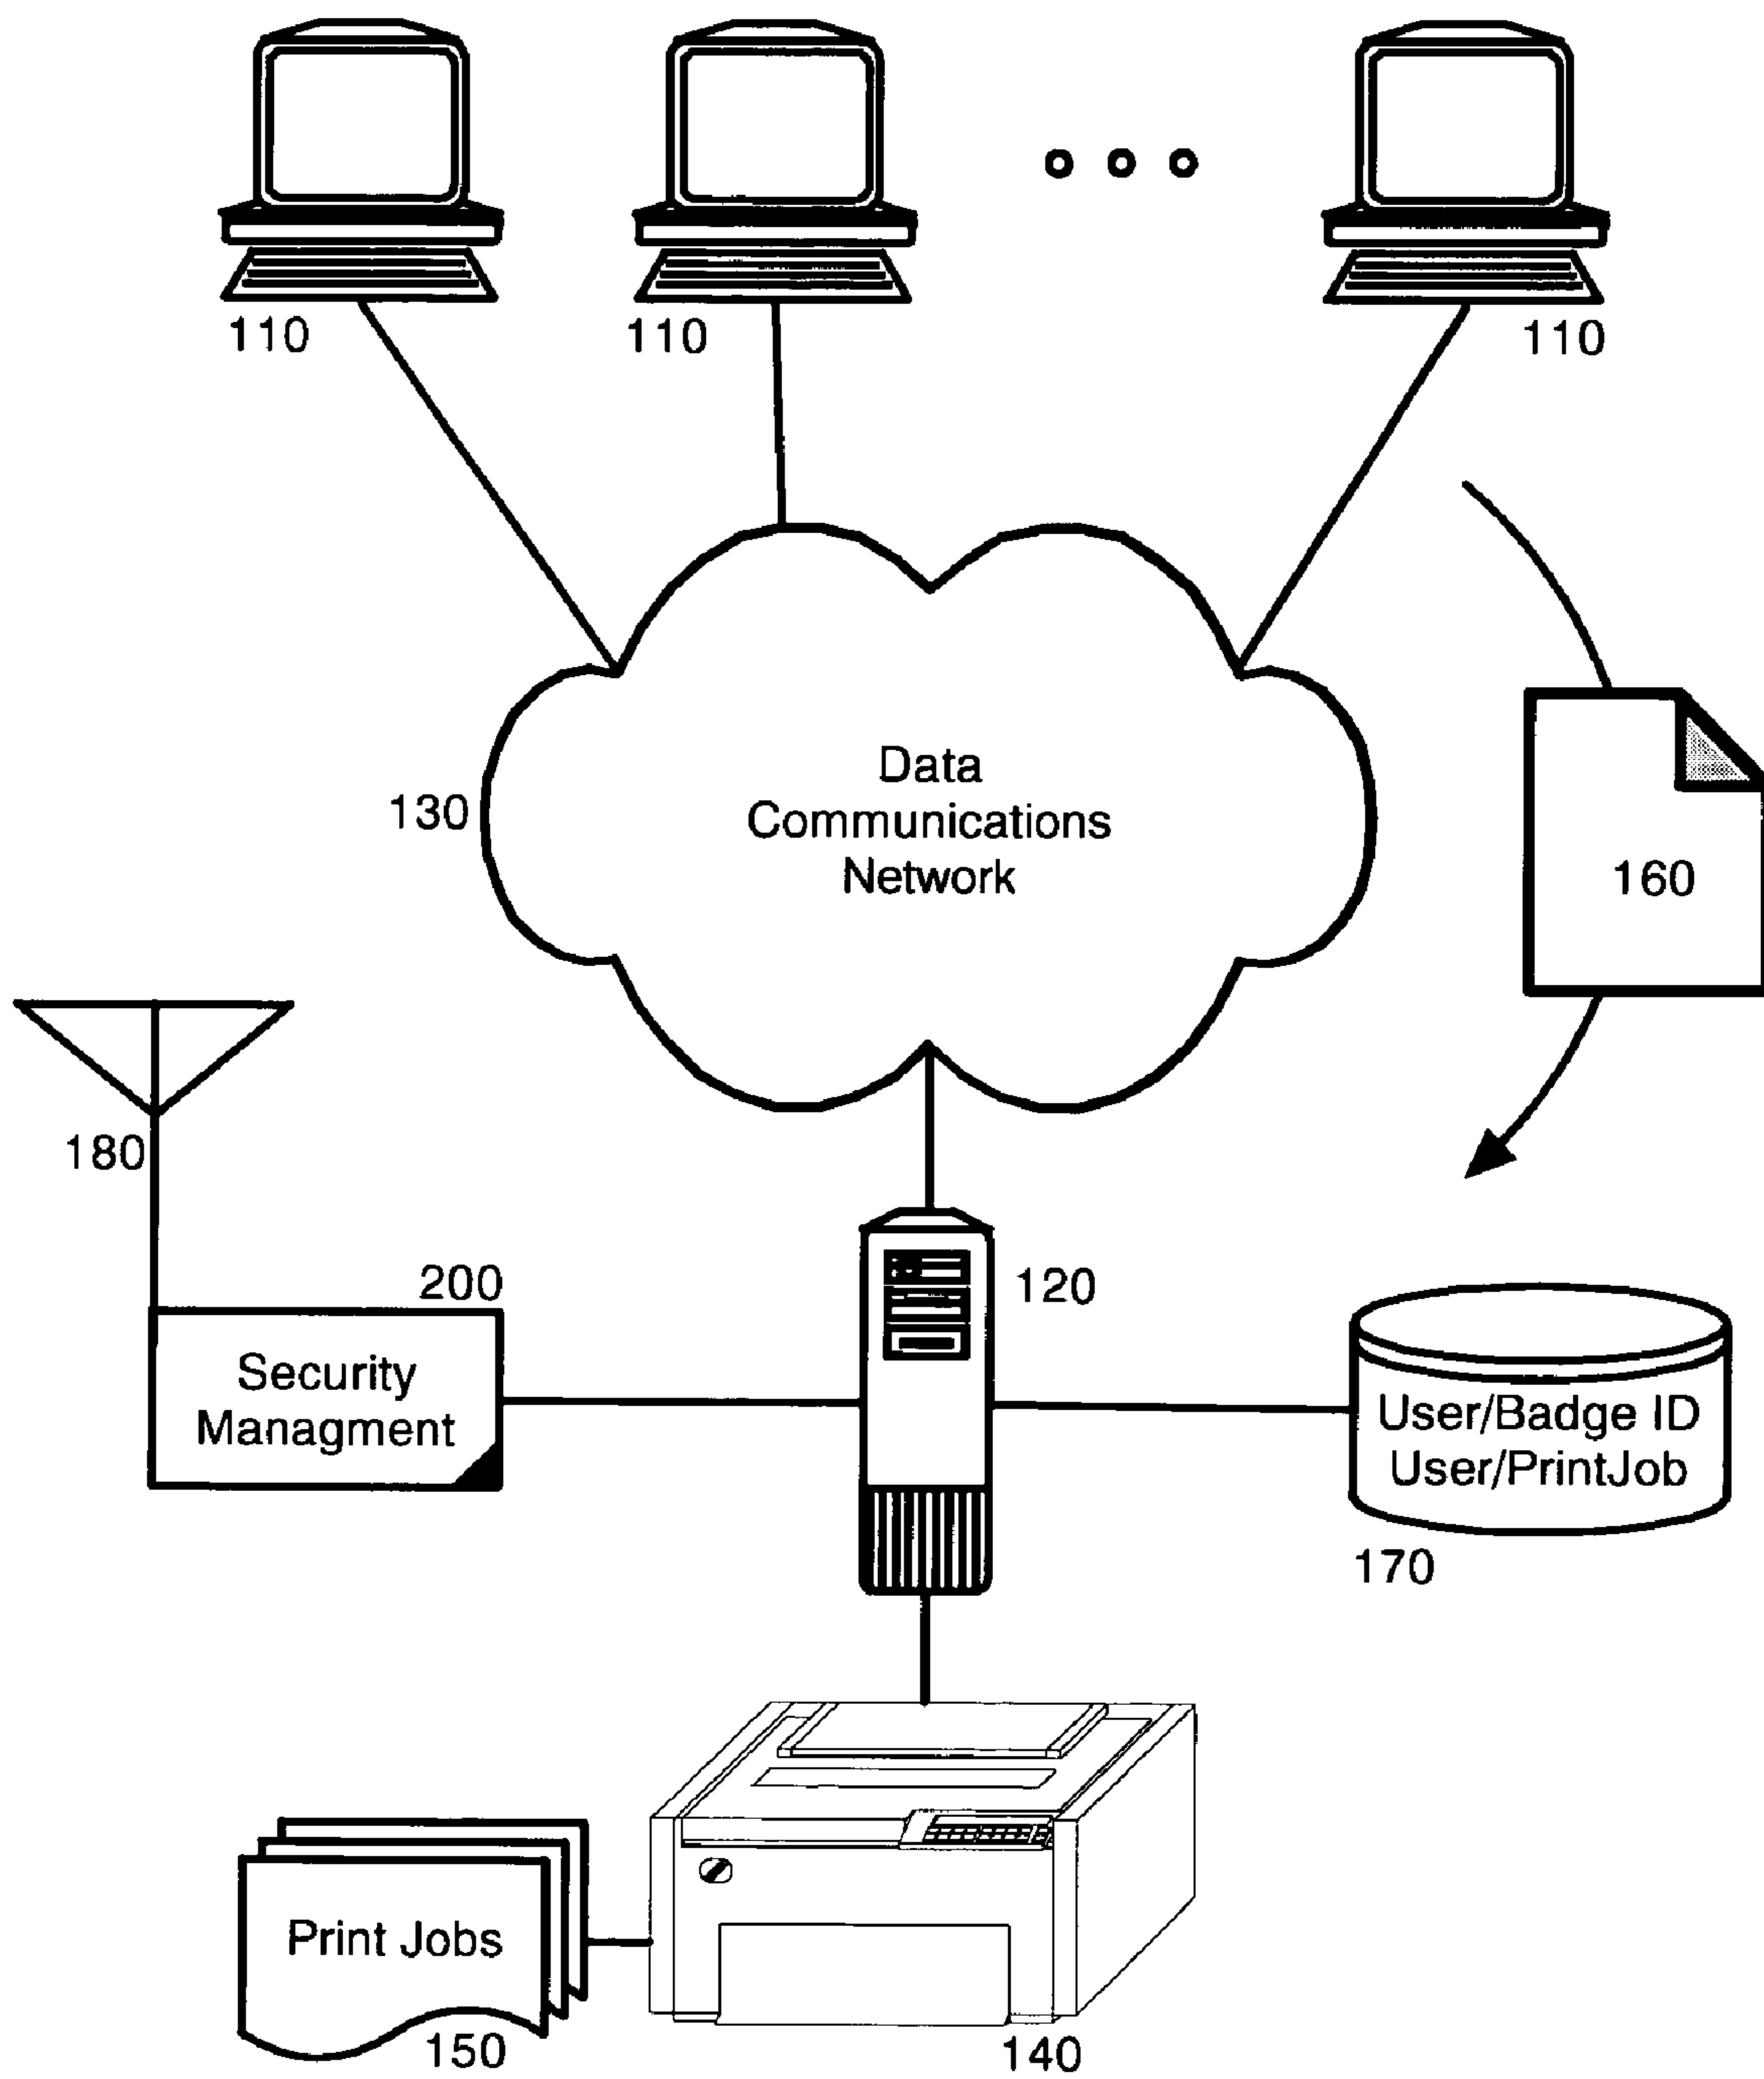 110
110
110
Data
Communications
Network
130
160
180
200
120
Security
Managment
User/Badge ID
User/PrintJob
170
Print Jobs
150
140